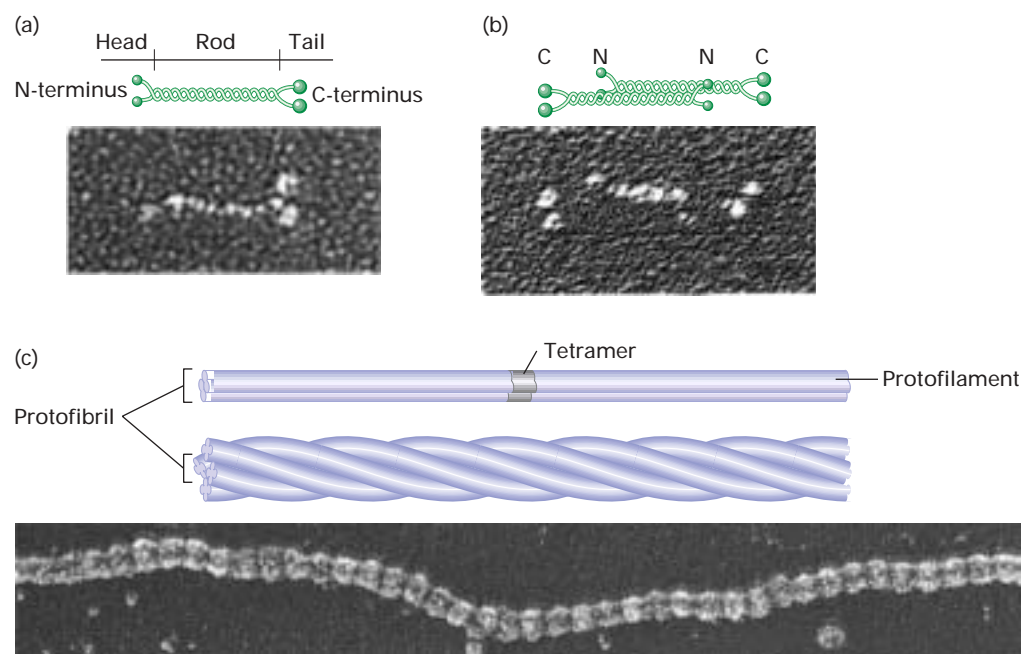 (a)
Head Rod Tail
N-terminus
C-terminus
(b)
C N N C
(c)
Tetramer
Protofilament
Protofibril